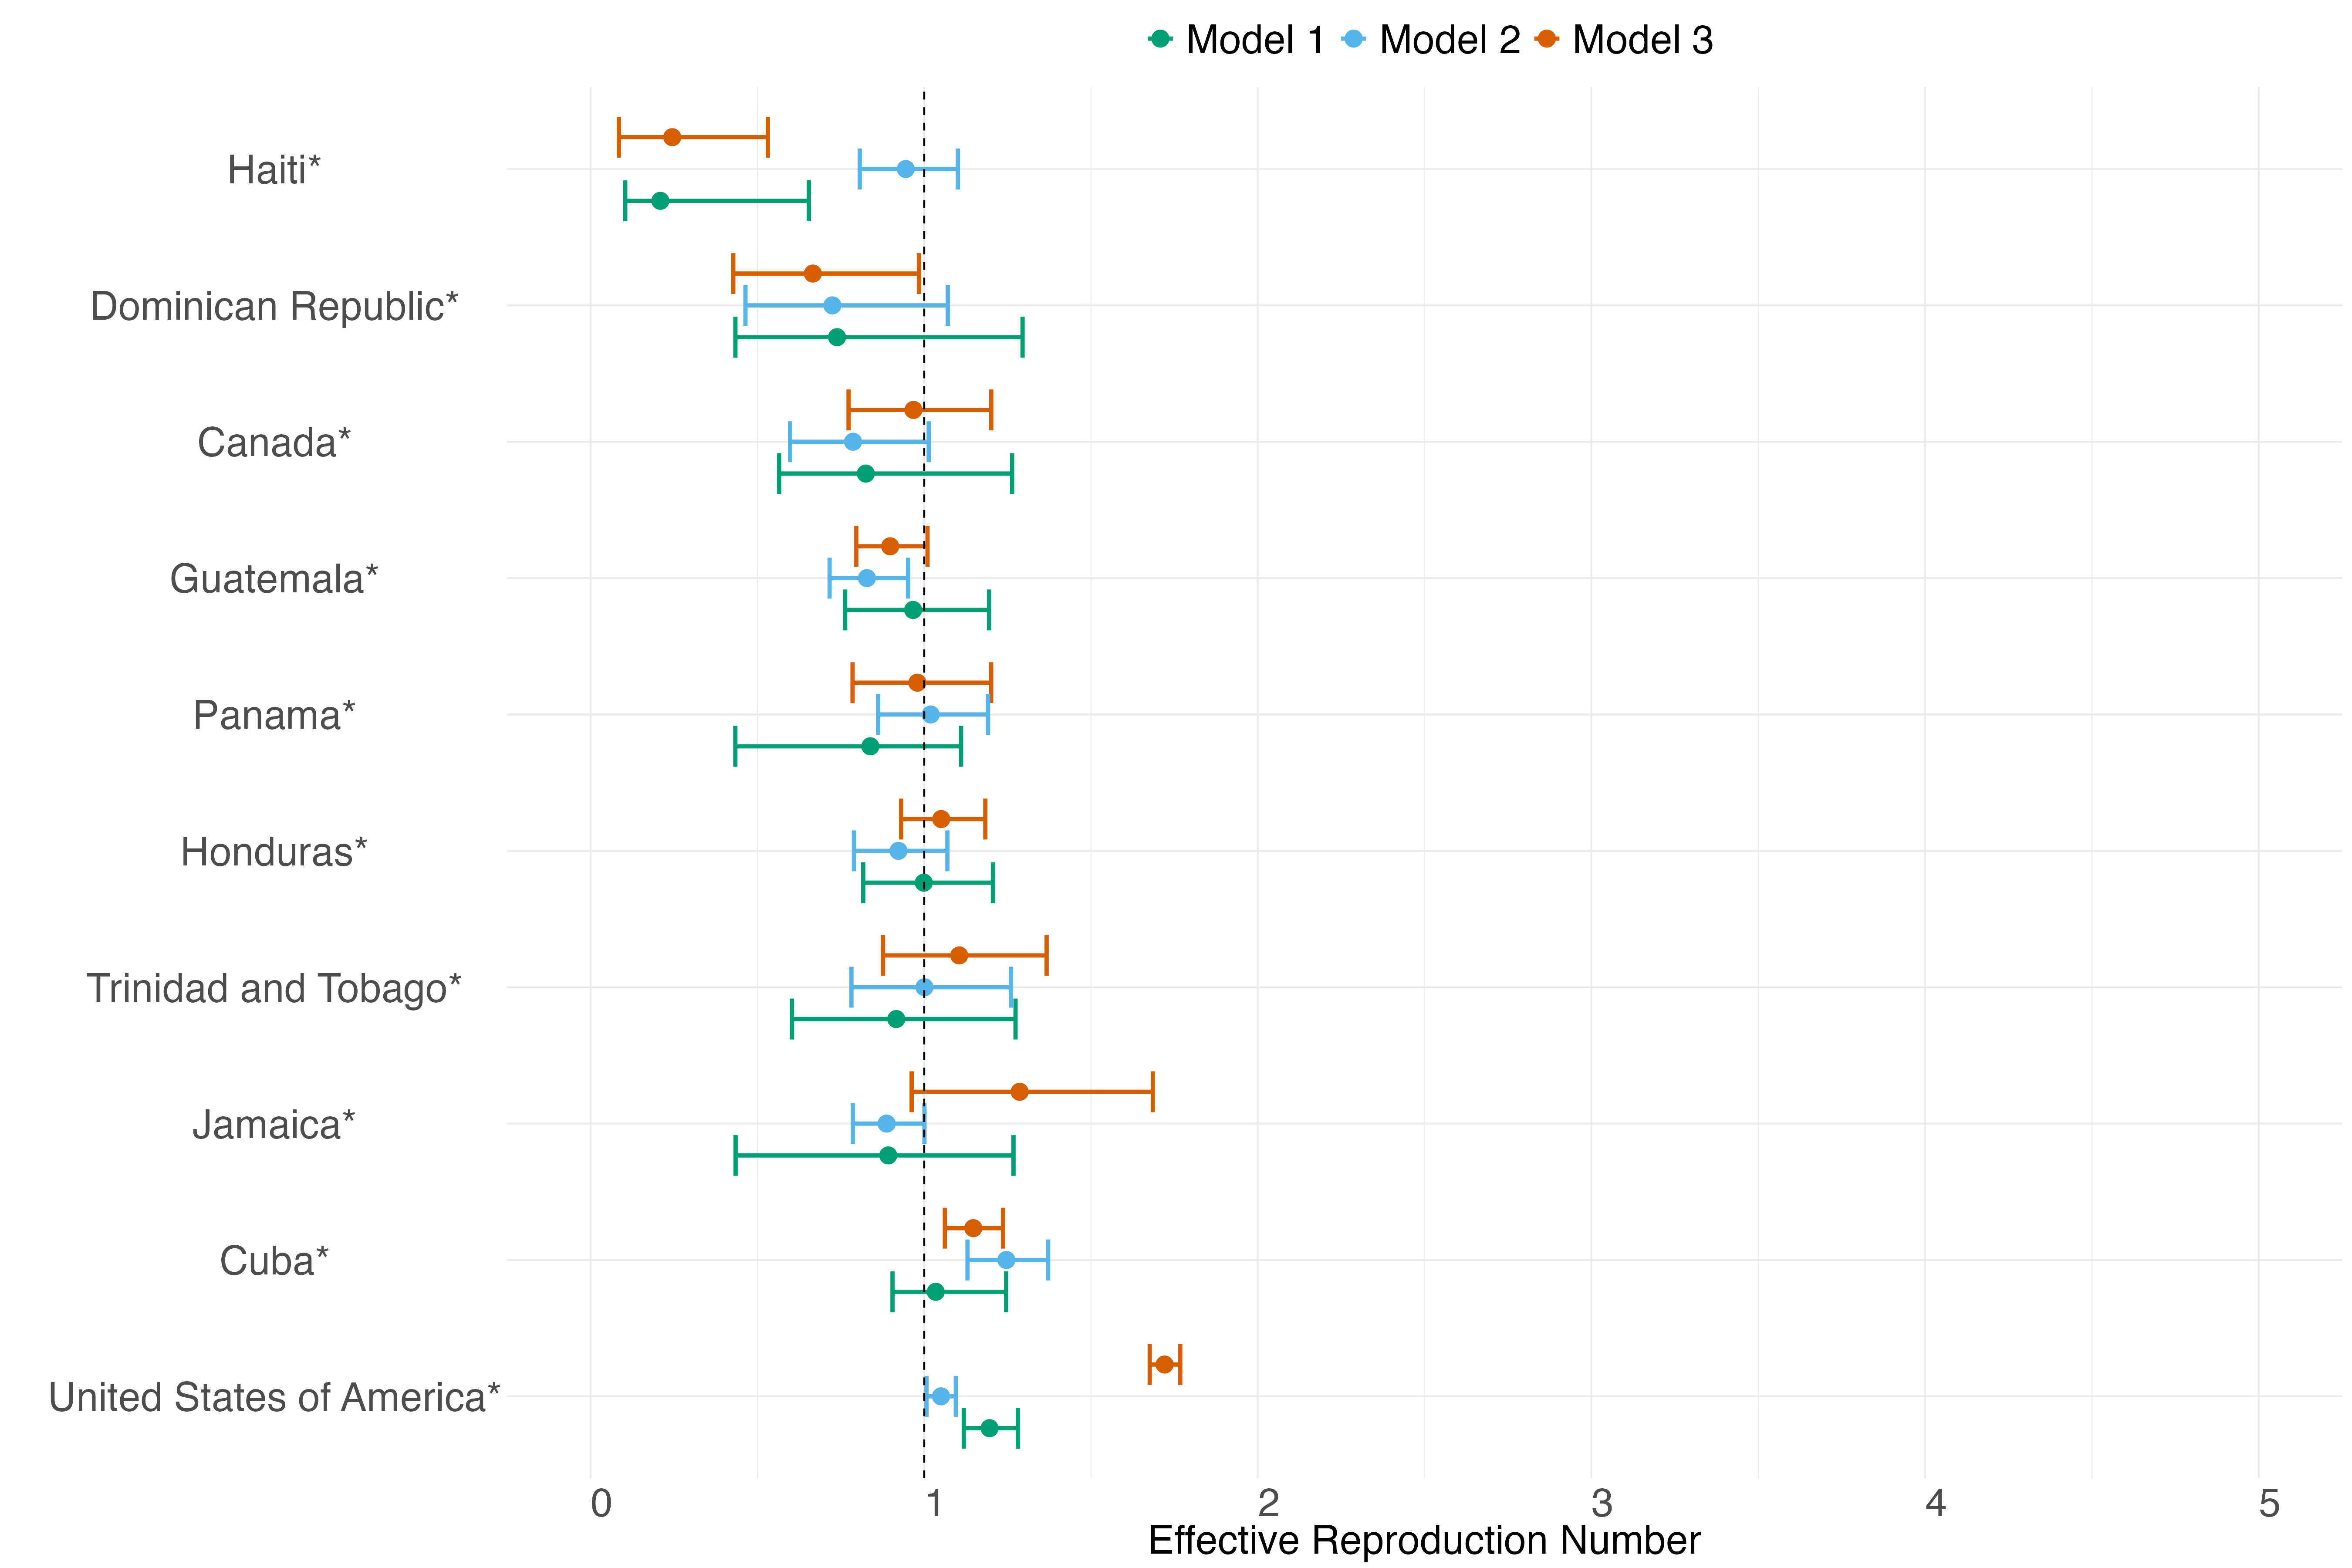 Model 1 Model 2 Model 3
Haiti*
Dominican Republic*
Canada*
Guatemala*
Panama*
Honduras*
Trinidad and Tobago*
Jamaica*
Cuba*
United States of America*
0 1 2 3 4 5
Effective Reproduction Number